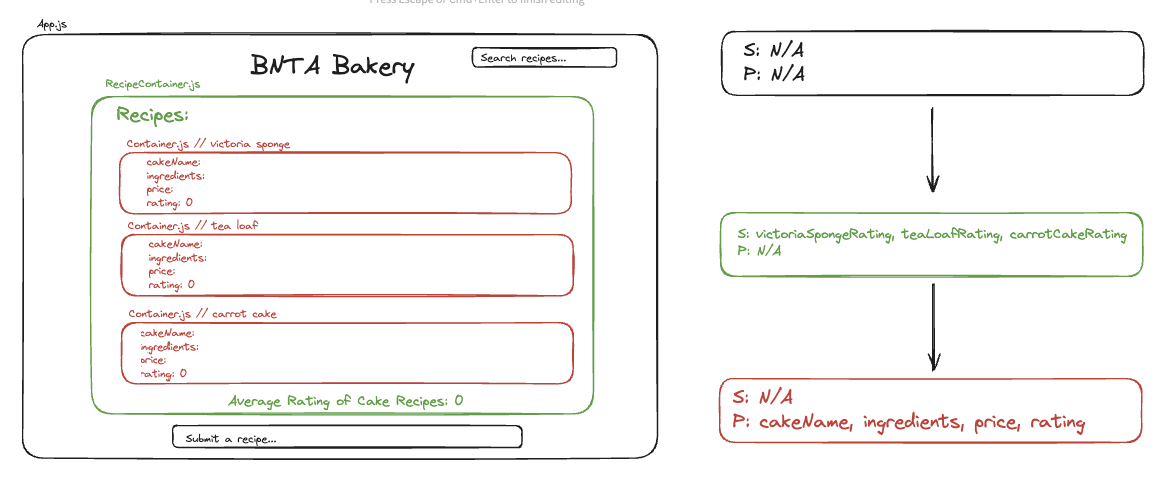 Press Escape or Cmd+Enter to finish editing
App.js
BNTA Bakery
Search recipes...
RecipeContainer.js
Recipes:
Container.js // victoria sponge
cakeName:
ingredients:
price:
rating: 0
Container.js // tea loaf
cakeName:
ingredients:
price:
rating: 0
Container.js // carrot cake
cakeName:
ingredients:
price:
rating: 0
Average Rating of Cake Recipes: 0
Submit a recipe...
S: N/A
P: N/A
S: victoriaSpongeRating, teaLoafRating, carrotCakeRating
P: N/A
S: N/A
P: cakeName, ingredients, price, rating